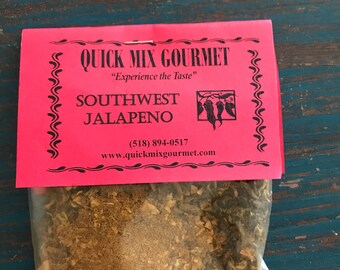 QUICK MIX GOURMET
"Experience the Taste"
SOUTHWEST
JALAPENO
(518) 894-0517
www.quickmixgourmet.com